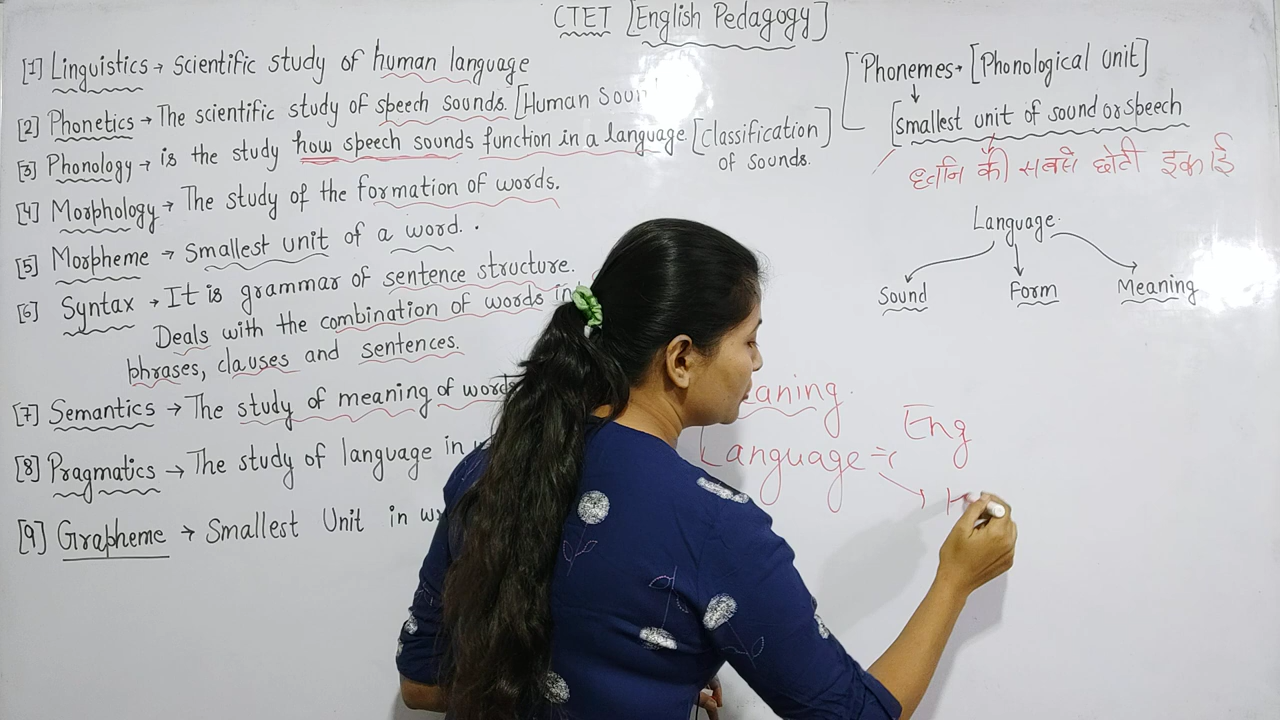 CTET [English Pedagogy]
[1] Linguistics → scientific study of human language
[2] Phonetics → The scientific study of speech sounds. [Human Soun
[3] Phonology → is the study how speech sounds function in a language [classification of sounds.]
[4] Morphology → The study of the formation of words.
[5] Morpheme → Smallest unit of a word.
[6] Syntax → It is grammar of sentence structure.
Deals with the combination of words in
phrases, clauses and sentences.
[7] Semantics → The study of meaning of words
[8] Pragmatics → The study of language in
[9] Grapheme → Smallest Unit in
Phonemes → [Phonological Unit]
[smallest unit of sound or speech
ध्वनि की सबसे छोटी इकाई
Language.
Sound Form Meaning
eaning.
Language
Eng
H